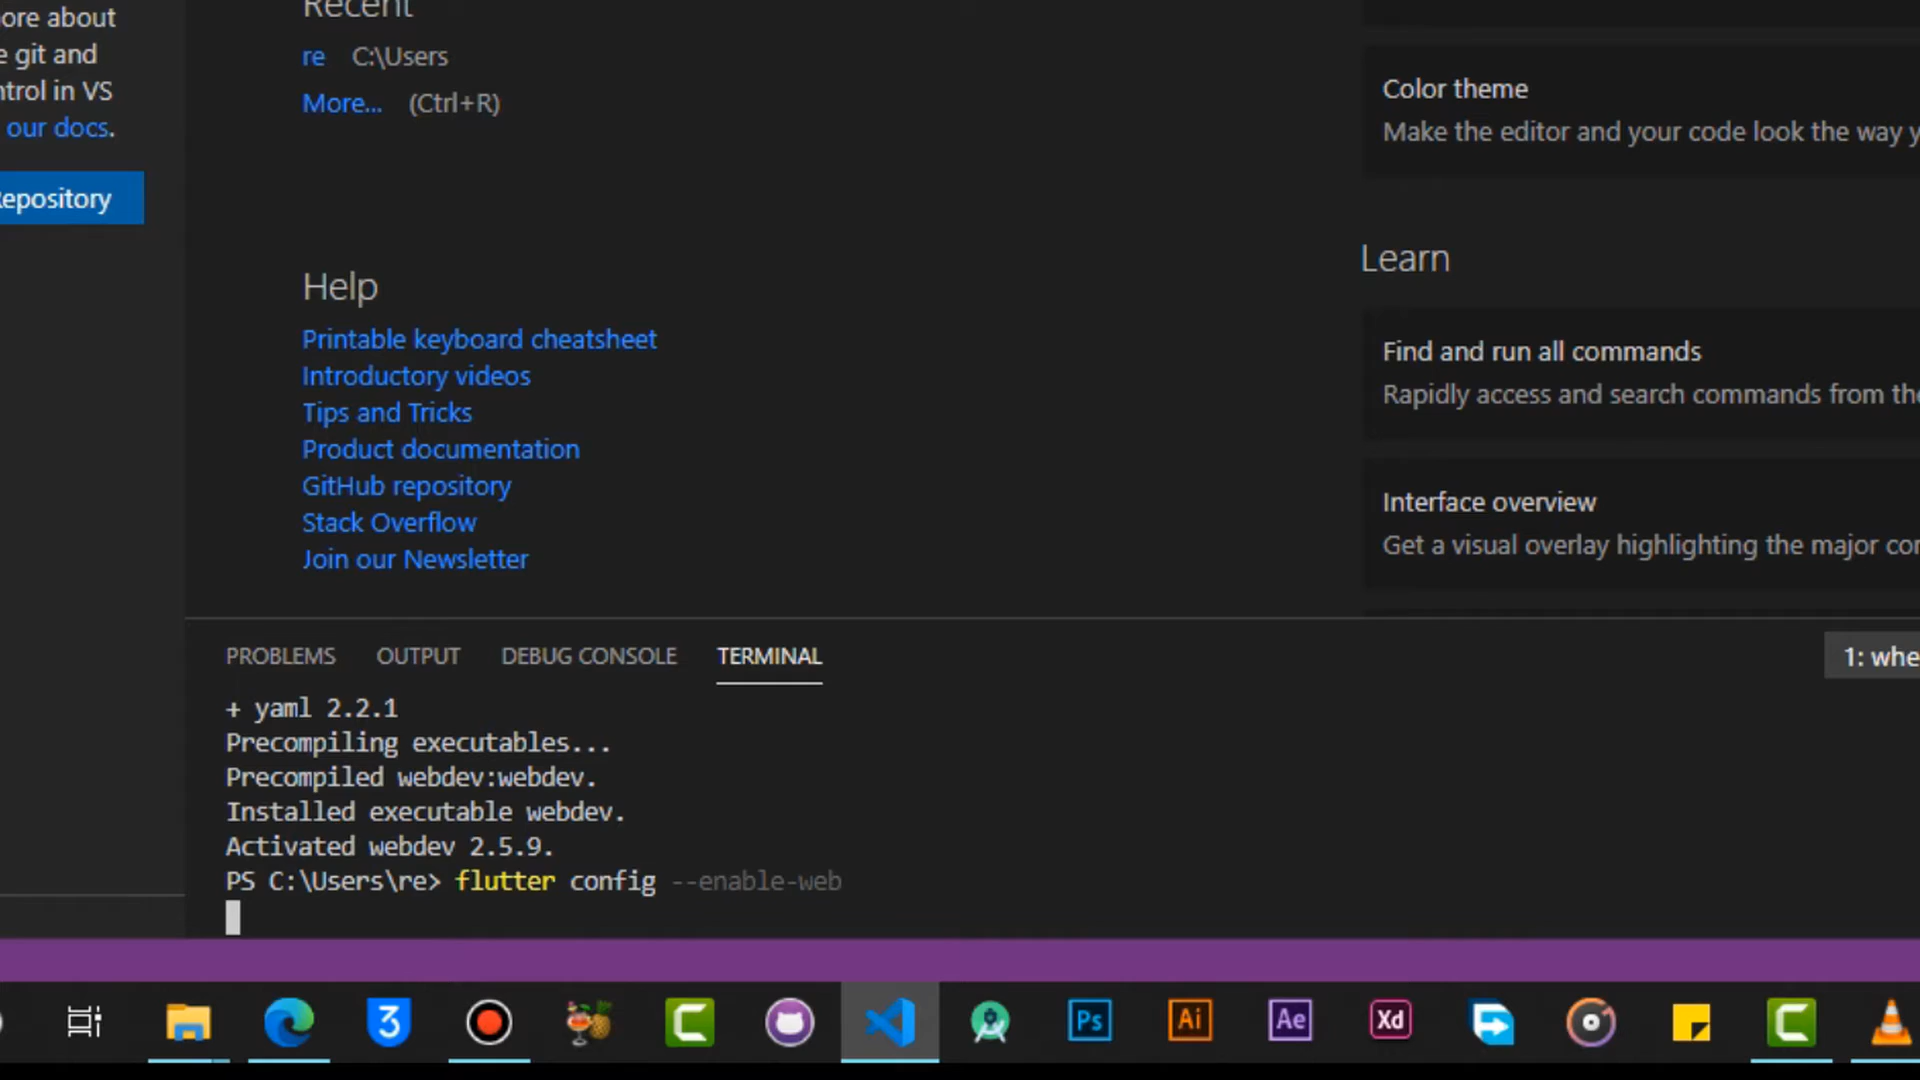 ore about
e git and
ntrol in VS
our docs.
epository
Recent
re C:\Users
More... (Ctrl+R)
Help
Printable keyboard cheatsheet
Introductory videos
Tips and Tricks
Product documentation
GitHub repository
Stack Overflow
Join our Newsletter
Color theme
Make the editor and your code look the way y
Learn
Find and run all commands
Rapidly access and search commands from the
Interface overview
Get a visual overlay highlighting the major com
PROBLEMS OUTPUT DEBUG CONSOLE TERMINAL
1: whe
+ yaml 2.2.1
Precompiling executables...
Precompiled webdev:webdev.
Installed executable webdev.
Activated webdev 2.5.9.
PS C:\Users\re> flutter config --enable-web
3 Ps Ai Ae Xd